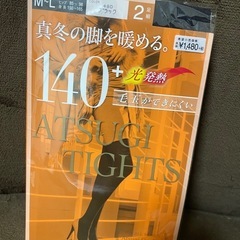 M~L
2足組
真冬の脚を暖める。
¥1,480
140+
光発熱
毛玉ができにくい
ATSUGI
TIGHTS